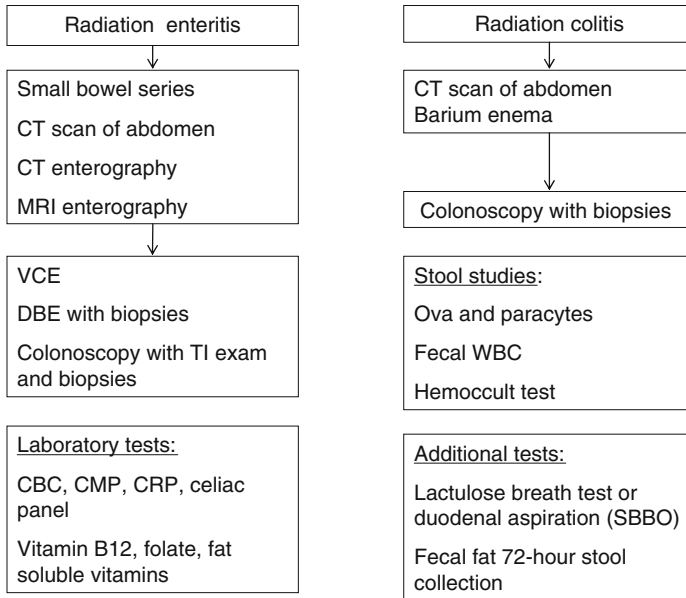 Radiation enteritis
Small bowel series
CT scan of abdomen
CT enterography
MRI enterography
VCE
DBE with biopsies
Colonoscopy with TI exam
and biopsies
Laboratory tests:
CBC, CMP, CRP, celiac
panel
Vitamin B12, folate, fat
soluble vitamins
Radiation colitis
CT scan of abdomen
Barium enema
Colonoscopy with biopsies
Stool studies:
Ova and paracytes
Fecal WBC
Hemoccult test
Additional tests:
Lactulose breath test or
duodenal aspiration (SBBO)
Fecal fat 72-hour stool
collection